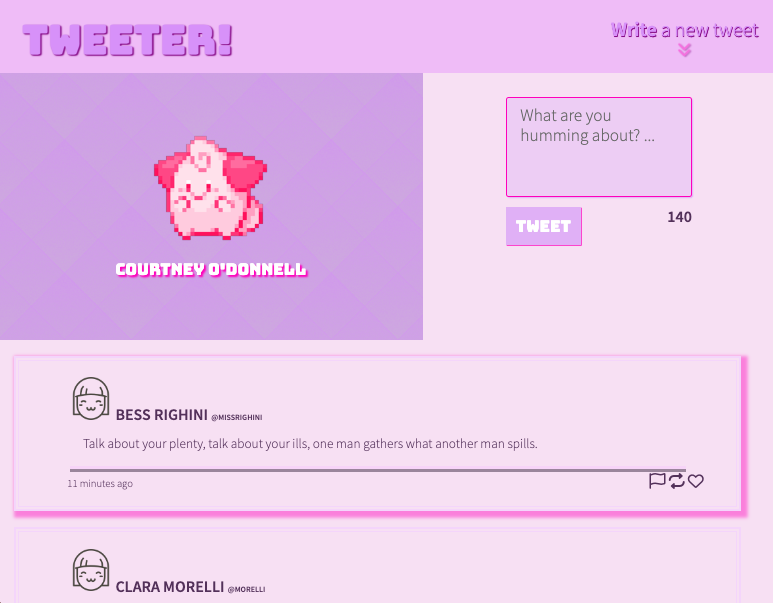 TWEETER!
Write a new tweet
What are you
humming about? ...
TWEET
140
COURTNEY O'DONNELL
BESS RIGHINI @MISSRIGHINI
Talk about your plenty, talk about your ills, one man gathers what another man spills.
11 minutes ago
CLARA MORELLI @MORELLI